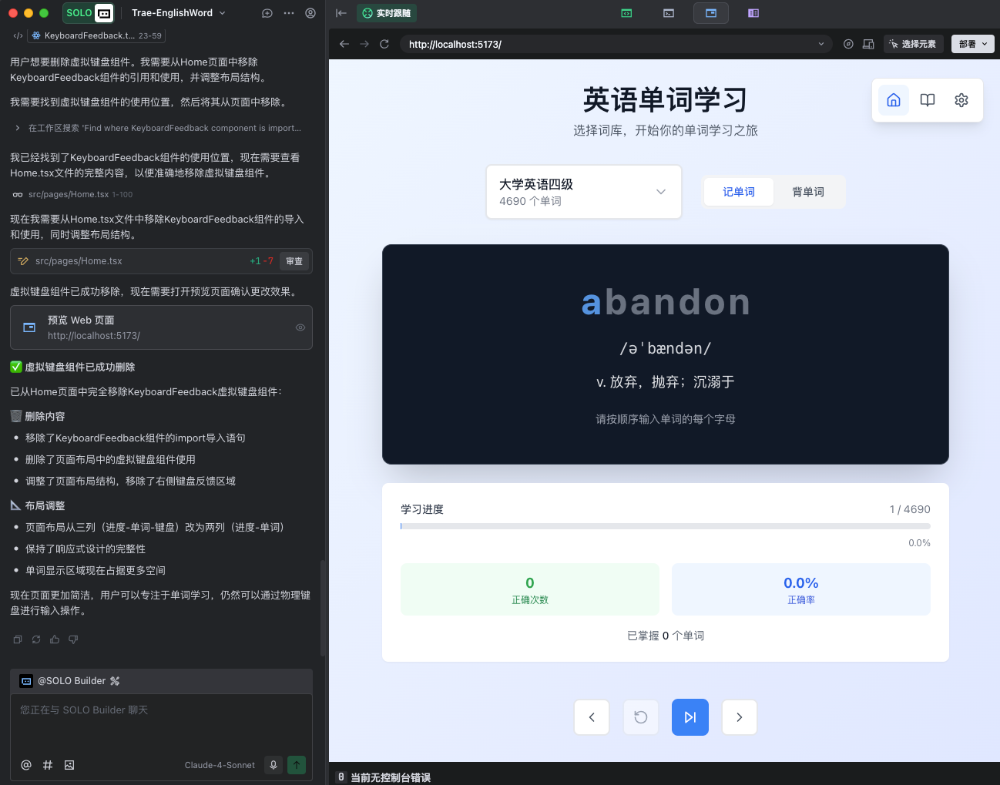 SOLO
Trae-EnglishWord
KeyboardFeedback.t... 23-59
用户想要删除虚拟键盘组件。我需要从Home页面中移除
KeyboardFeedback组件的引用和使用，并调整布局结构。
我需要找到虚拟键盘组件的使用位置，然后将其从页面中移除。
在工作区搜索 'Find where KeyboardFeedback component is import...
我已经找到了KeyboardFeedback组件的使用位置，现在需要查看
Home.tsx文件的完整内容，以便准确地移除虚拟键盘组件。
src/pages/Home.tsx 1-100
现在我需要从Home.tsx文件中移除KeyboardFeedback组件的导入
和使用，同时调整布局结构。
src/pages/Home.tsx +1 -7 审查
虚拟键盘组件已成功移除，现在需要打开预览页面确认更改效果。
预览 Web 页面
http://localhost:5173/
✅ 虚拟键盘组件已成功删除
已从Home页面中完全移除KeyboardFeedback虚拟键盘组件：
🗑️ 删除内容
• 移除了KeyboardFeedback组件的import导入语句
• 删除了页面布局中的虚拟键盘组件使用
• 调整了页面布局结构，移除了右侧键盘反馈区域
📐 布局调整
• 页面布局从三列（进度-单词-键盘）改为两列（进度-单词）
• 保持了响应式设计的完整性
• 单词显示区域现在占据更多空间
现在页面更加简洁，用户可以专注于单词学习，仍然可以通过物理键
盘进行输入操作。
@SOLO Builder
您正在与 SOLO Builder 聊天
@ # Claude-4-Sonnet
实时跟随
http://localhost:5173/
选择元素
部署
英语单词学习
选择词库，开始你的单词学习之旅
大学英语四级
4690 个单词
记单词
背单词
abandon
/əˈbændən/
v. 放弃，抛弃；沉溺于
请按顺序输入单词的每个字母
学习进度
1 / 4690
0.0%
0
正确次数
0.0%
正确率
已掌握 0 个单词
0 当前无控制台错误